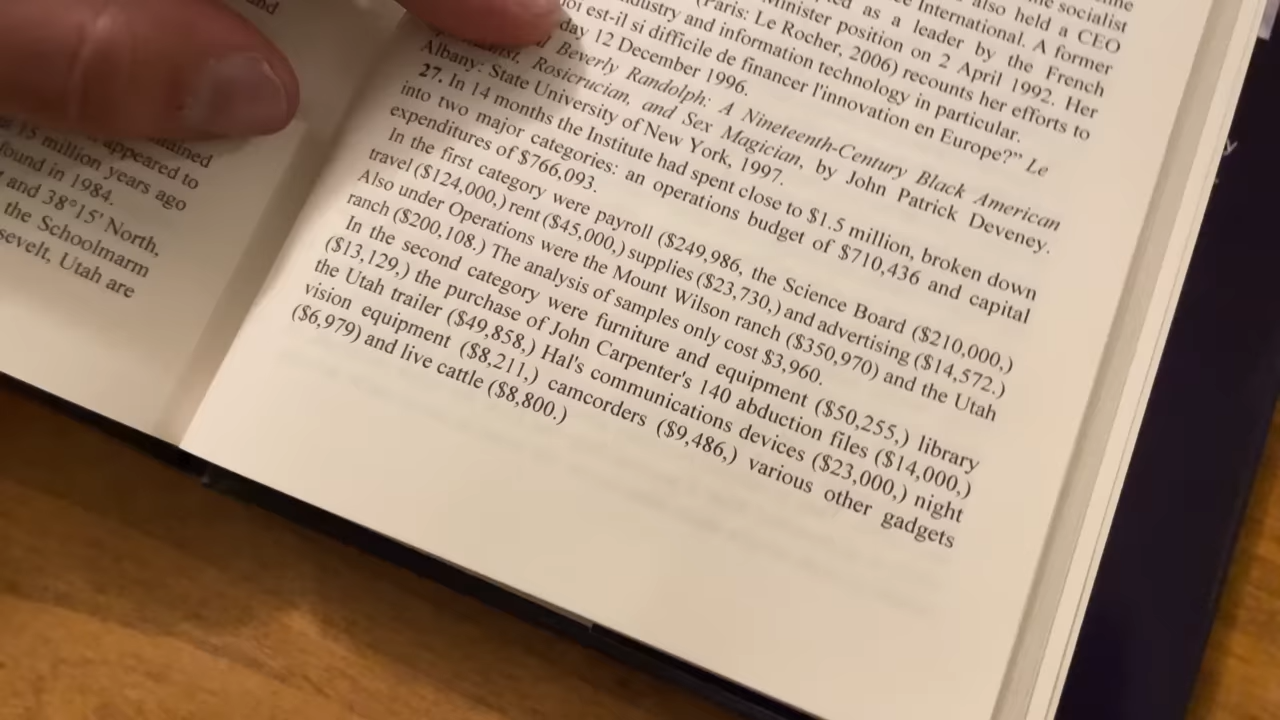 and
ained
appeared to
15 million years ago
found in 1984.
and 38°15' North,
the Schoolmarm
sevelt, Utah are
the socialist
also held a CEO
International. A former
as a leader by the French
Minister position on 2 April 1992. Her
(Paris: Le Rocher, 2006) recounts her efforts to
industry and information technology in particular.
est-il si difficile de financer l'innovation en Europe?" Le
day 12 December 1996.
Beverly Randolph: A Nineteenth-Century Black American
Rosicrucian, and Sex Magician, by John Patrick Deveney.
Albany: State University of New York, 1997.
27. In 14 months the Institute had spent close to $1.5 million, broken down
into two major categories: an operations budget of $710,436 and capital
expenditures of $766,093.
In the first category were payroll ($249,986, the Science Board ($210,000,)
travel ($124,000,) rent ($45,000,) supplies ($23,730,) and advertising ($14,572.)
Also under Operations were the Mount Wilson ranch ($350,970) and the Utah
ranch ($200,108.) The analysis of samples only cost $3,960.
In the second category were furniture and equipment ($50,255,) library
($13,129,) the purchase of John Carpenter's 140 abduction files ($14,000,)
the Utah trailer ($49,858,) Hal's communications devices ($23,000,) night
vision equipment ($8,211,) camcorders ($9,486,) various other gadgets
($6,979) and live cattle ($8,800.)